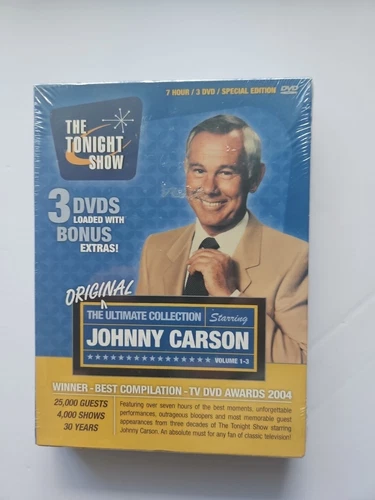 7 HOUR / 3 DVD / SPECIAL EDITION
DVD
THE
TONIGHT
SHOW
3 DVDS
LOADED WITH
BONUS
EXTRAS!
ORIGINAL
THE ULTIMATE COLLECTION Starring
JOHNNY CARSON
VOLUME 1-3
WINNER - BEST COMPILATION - TV DVD AWARDS 2004
25,000 GUESTS
4,000 SHOWS
30 YEARS
Featuring over seven hours of the best moments, unforgettable
performances, outrageous bloopers and most memorable guest
appearances from three decades of The Tonight Show starring
Johnny Carson. An absolute must for any fan of classic television!